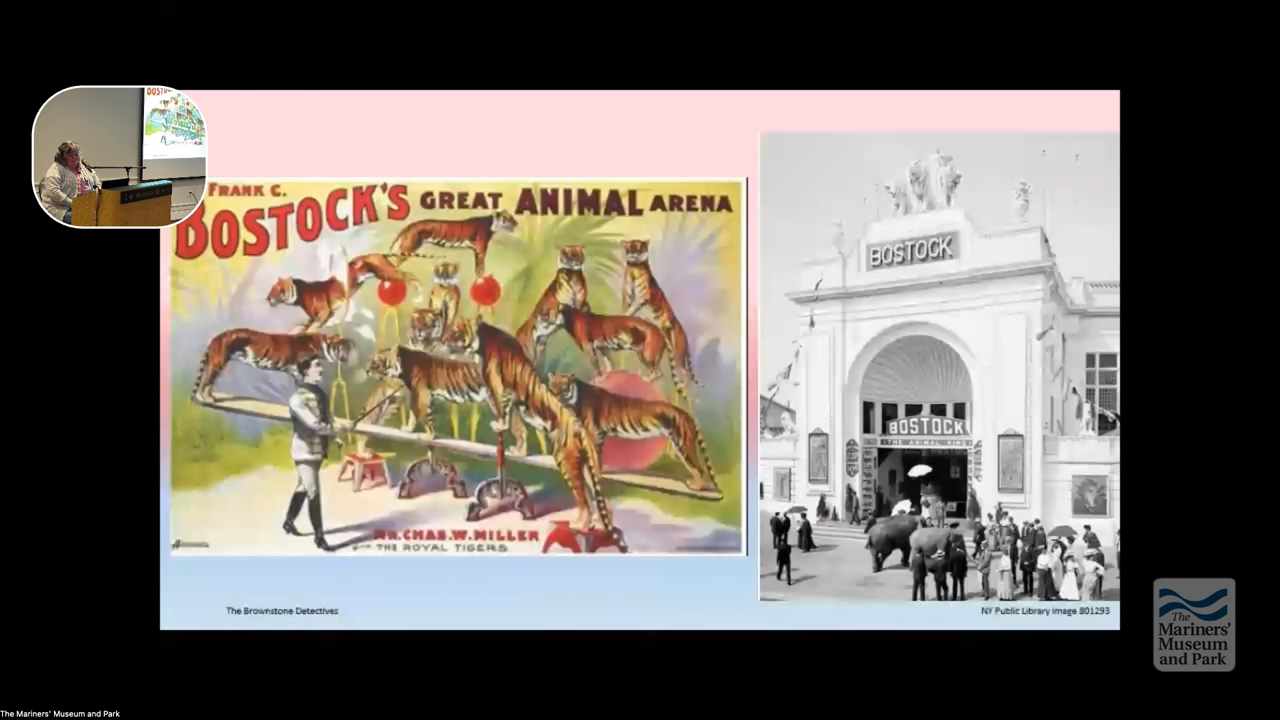 FRANK C.
BOSTOCK'S GREAT ANIMAL ARENA
MR. CHAS. W. MILLER
THE ROYAL TIGERS
BOSTOCK
BOSTOCK
THE ANIMAL KING
The Brownstone Detectives
NY Public Library image 801293
The
Mariners'
Museum
and Park
The Mariners' Museum and Park